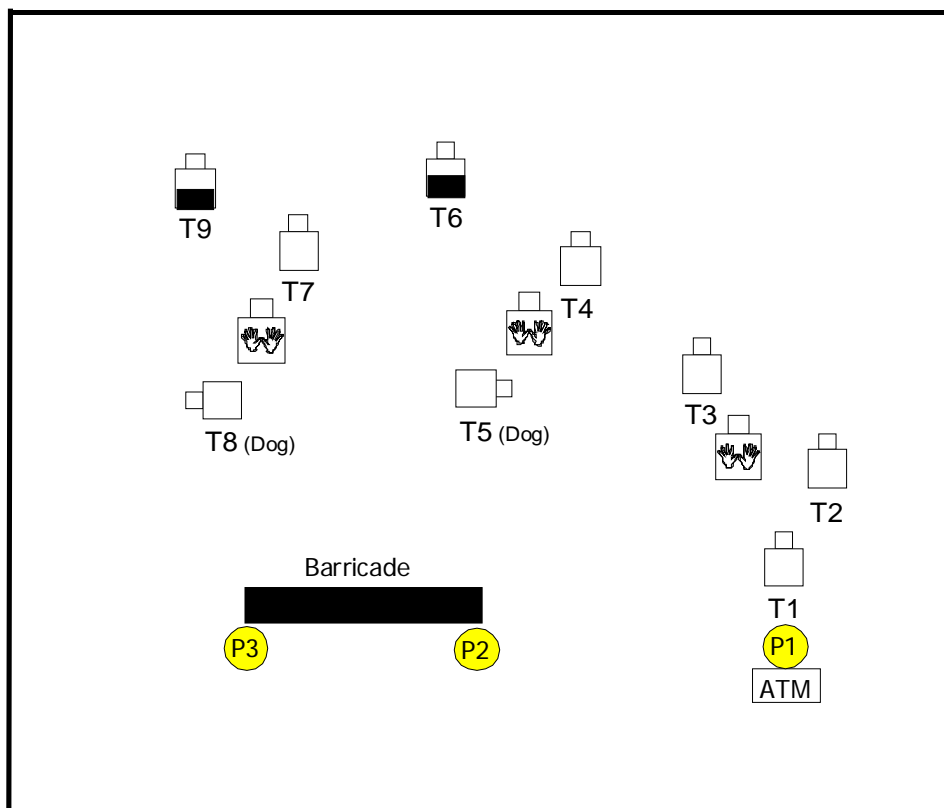 T9
T6
T7
T4
T8 (Dog)
T5 (Dog)
T3
T2
Barricade
T1
P3
P2
P1
ATM